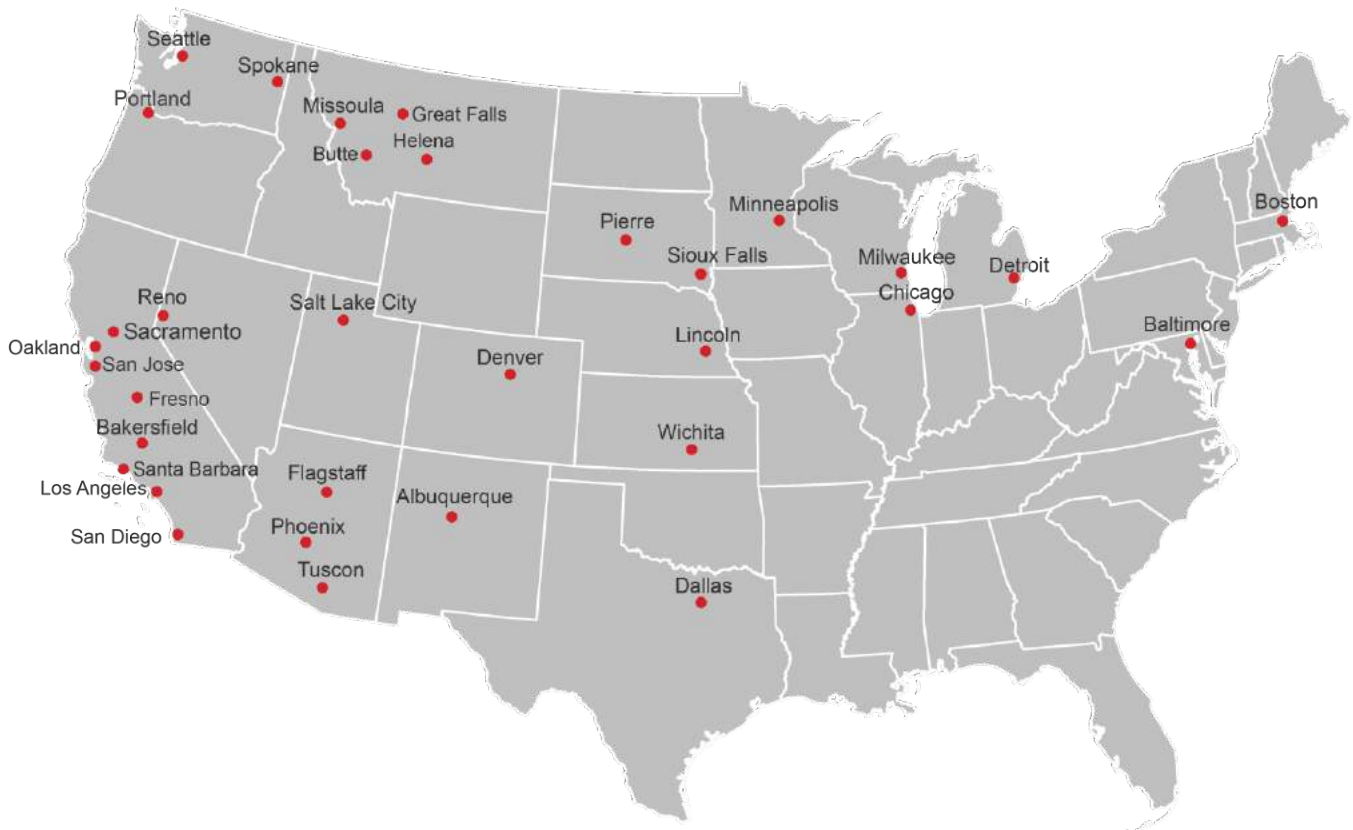 Seattle
Spokane
Portland
Missoula
Great Falls
Helena
Butte
Minneapolis
Boston
Pierre
Sioux Falls
Milwaukee
Detroit
Chicago
Reno
Salt Lake City
Sacramento
Baltimore
Oakland
Lincoln
San Jose
Denver
Fresno
Bakersfield
Wichita
Santa Barbara
Flagstaff
Los Angeles
Albuquerque
Phoenix
San Diego
Tuscon
Dallas